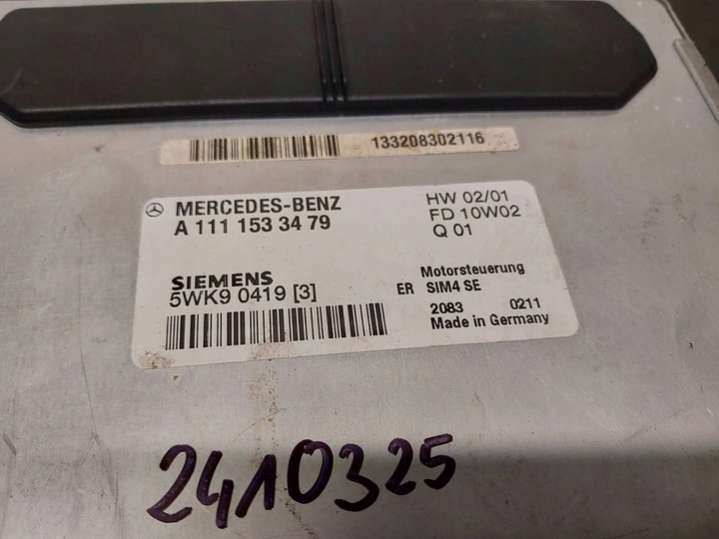 133208302116
MERCEDES-BENZ
A 111 153 34 79
HW 02/01
FD 10W02
Q 01
SIEMENS
5WK9 0419 [3]
ER
Motorsteuerung
SIM4 SE
2083 0211
Made in Germany
2410325